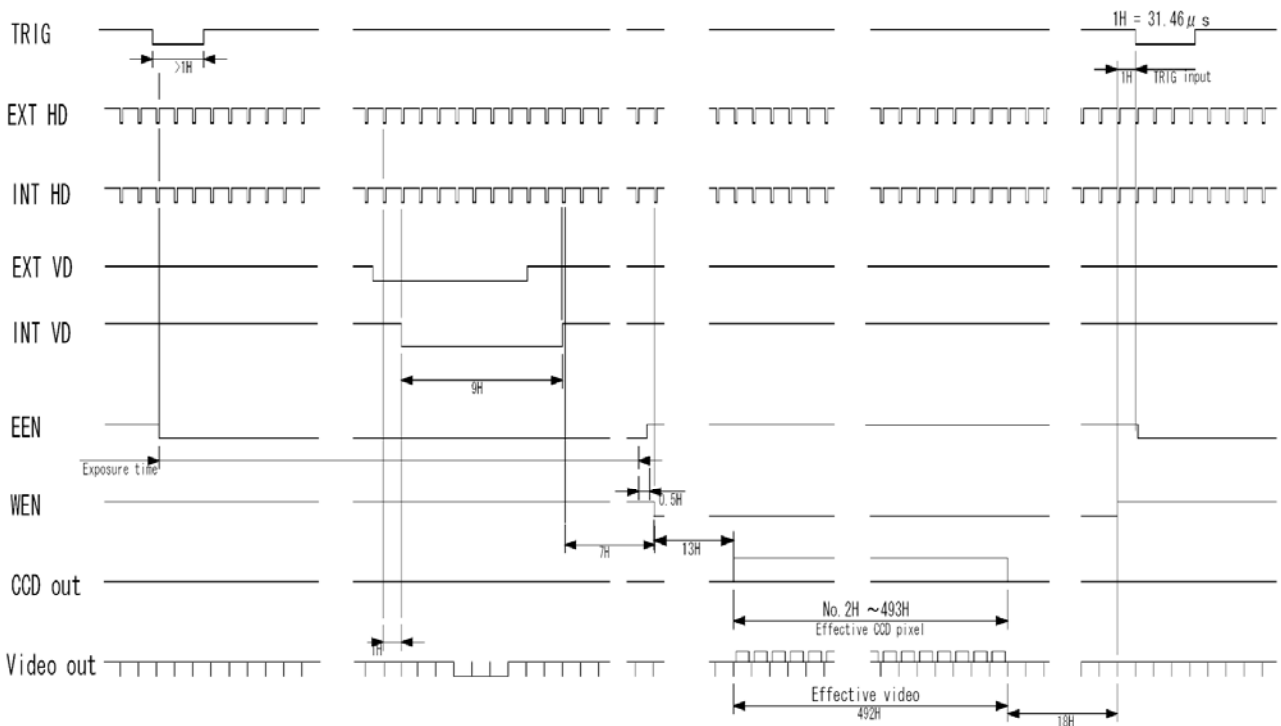 TRIG
1H = 31.46μs
>1H
1H
TRIG input
EXT HD
INT HD
EXT VD
INT VD
9H
EEN
Exposure time
WEN
0.5H
7H
13H
CCD out
No. 2H ～493H
Effective CCD pixel
1H
Video out
Effective video
492H
18H